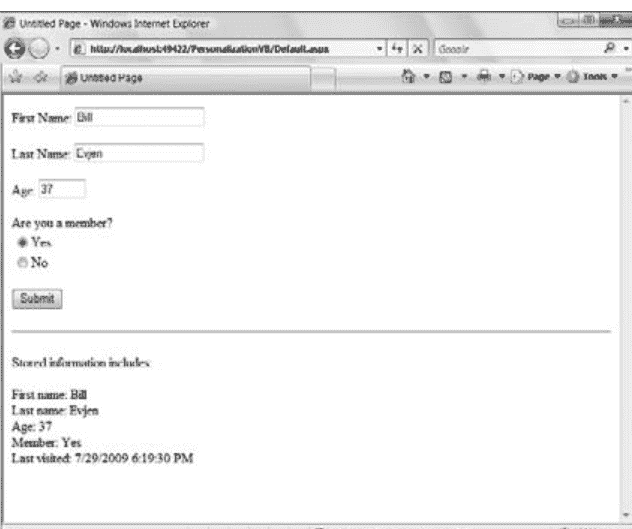 Untitled Page - Windows Internet Explorer
http://localhost:49422/PersonalizationVB/Default.aspx
Google
Untitled Page
Page
Tools
First Name: Bill
Last Name: Evjen
Age: 37
Are you a member?
Yes
No
Submit
Stored information includes
First name: Bill
Last name: Evjen
Age: 37
Member: Yes
Last visited: 7/29/2009 6:19:30 PM